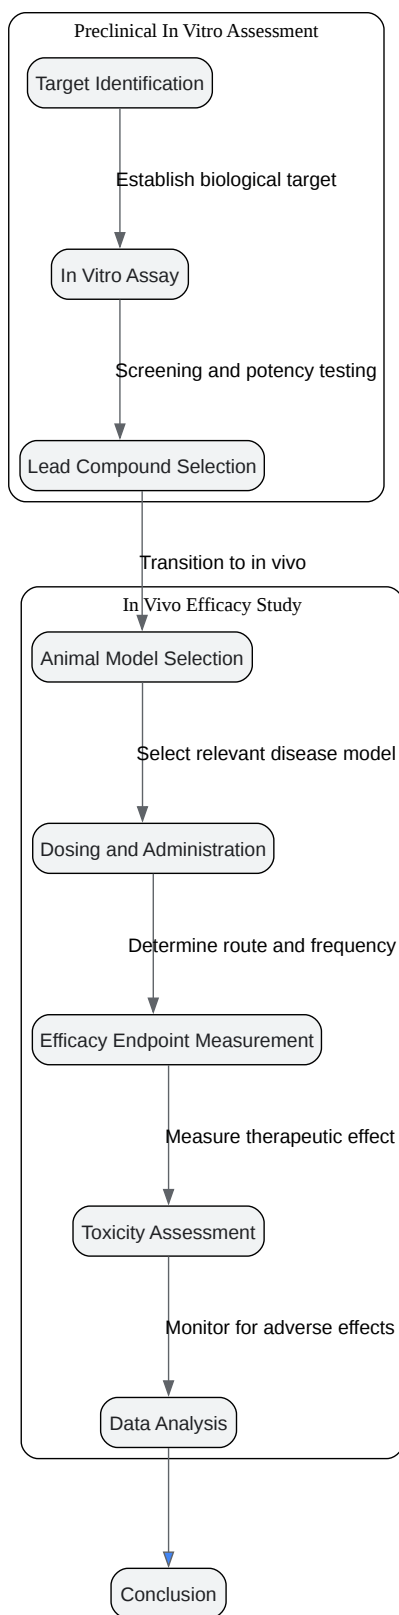 Preclinical In Vitro Assessment
Target Identification
Establish biological target
In Vitro Assay
Screening and potency testing
Lead Compound Selection
Transition to in vivo
In Vivo Efficacy Study
Animal Model Selection
Select relevant disease model
Dosing and Administration
Determine route and frequency
Efficacy Endpoint Measurement
Measure therapeutic effect
Toxicity Assessment
Monitor for adverse effects
Data Analysis
Conclusion